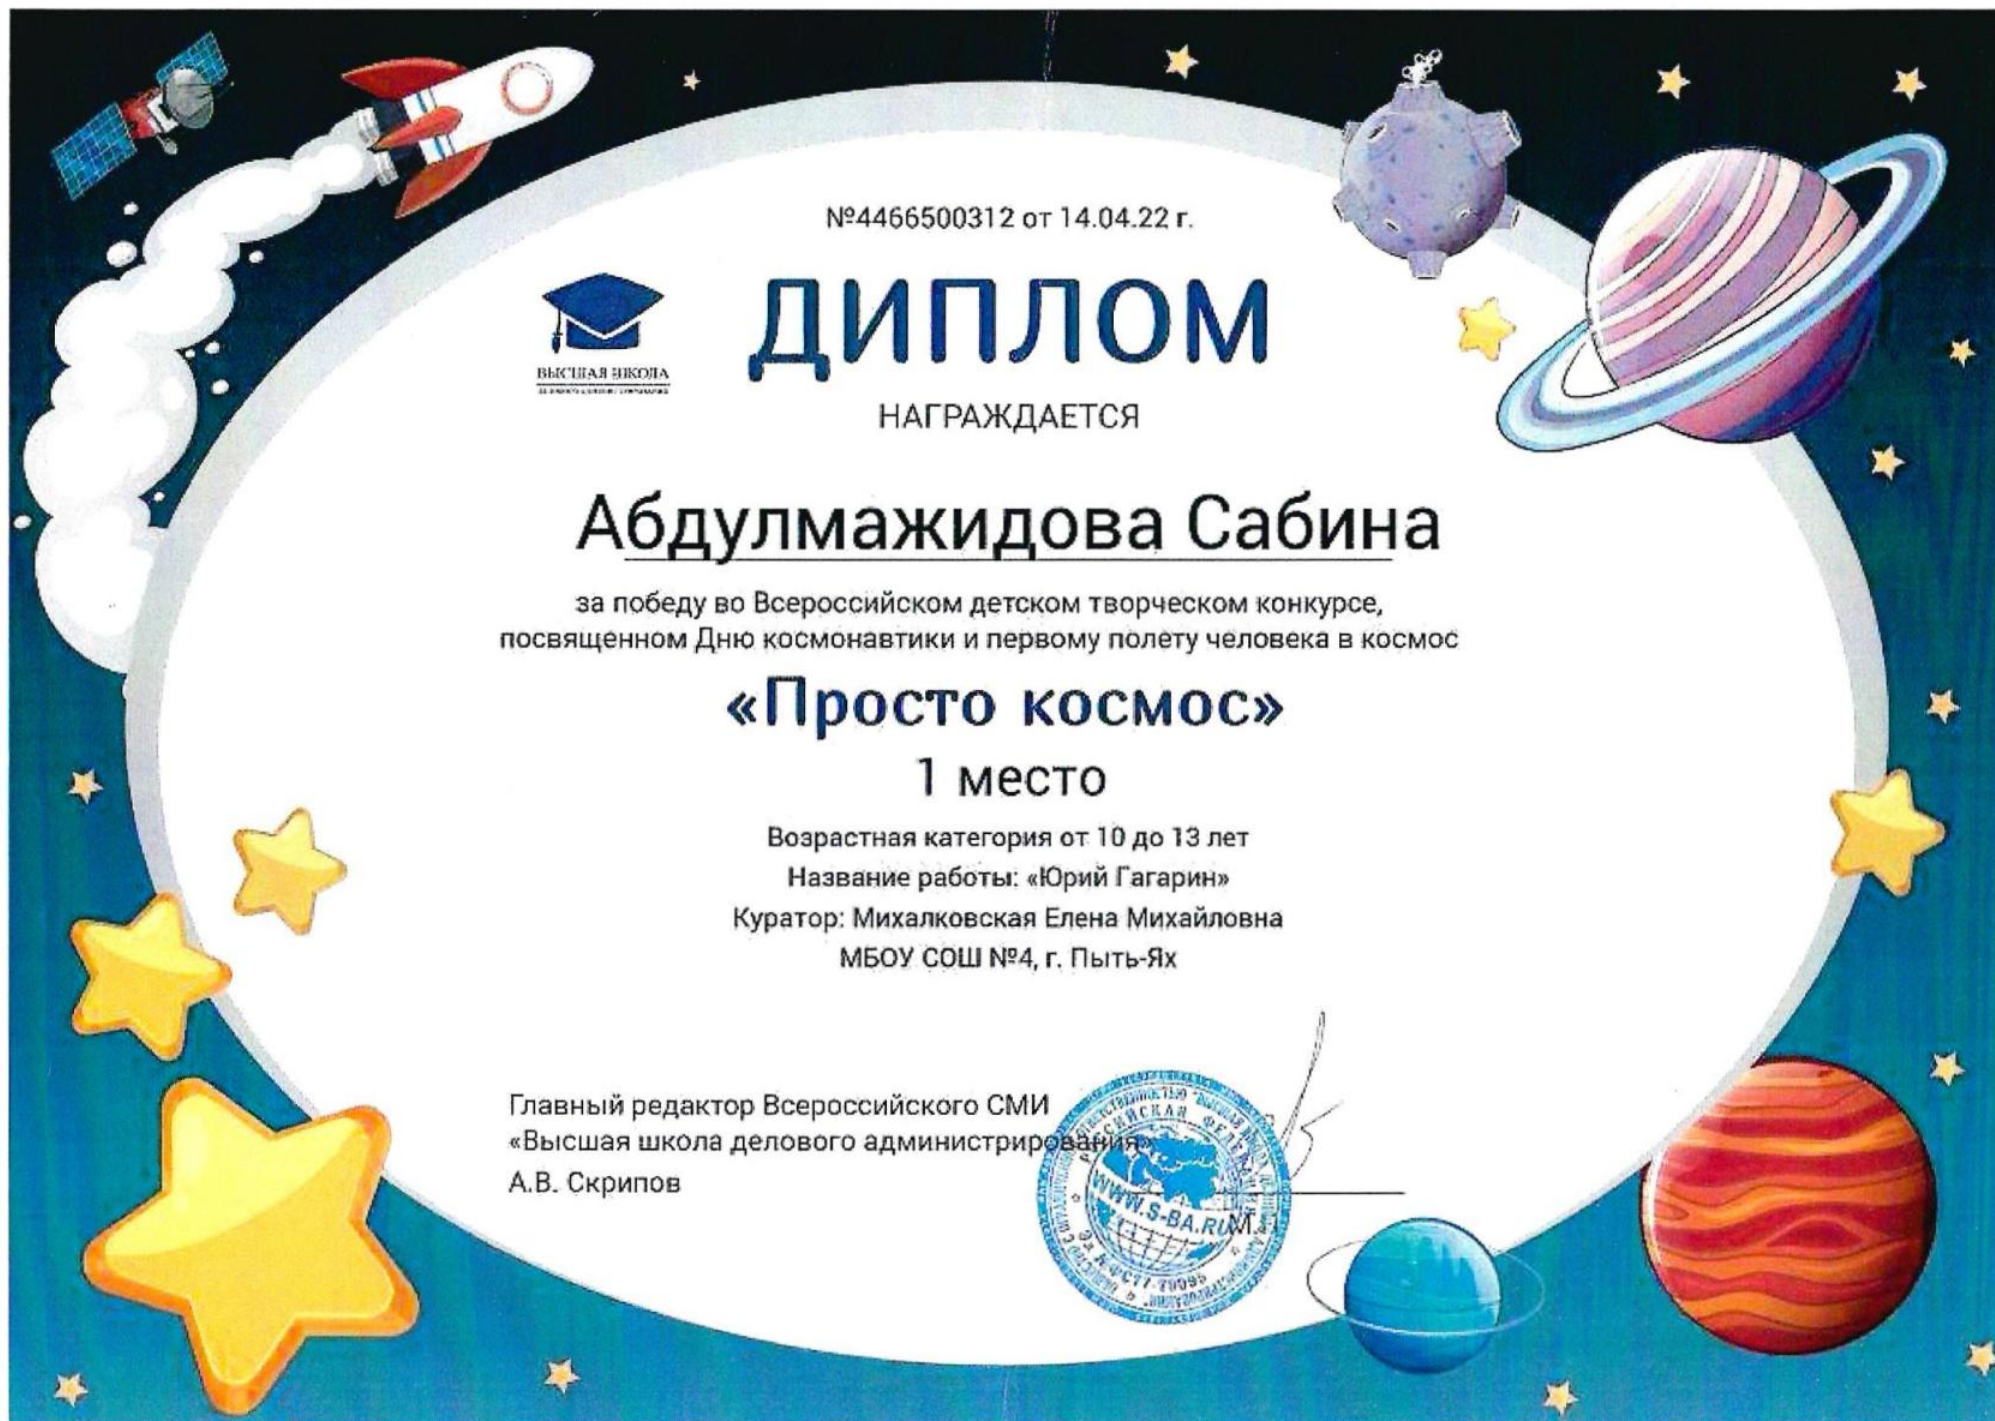 №4466500312 от 14.04.22 г.
ДИПЛОМ
ВЫСШАЯ ШКОЛА
НАГРАЖДАЕТСЯ
Абдулмажидова Сабина
за победу во Всероссийском детском творческом конкурсе,
посвященном Дню космонавтики и первому полету человека в космос
«Просто космос»
1 место
Возрастная категория от 10 до 13 лет
Название работы: «Юрий Гагарин»
Куратор: Михалковская Елена Михайловна
МБОУ СОШ №4, г. Пыть-Ях
Главный редактор Всероссийского СМИ
«Высшая школа делового администрирования»
А.В. Скрипов
РОССИЙСКАЯ ФЕДЕРАЦИЯ
WWW.S-BA.RU
М.